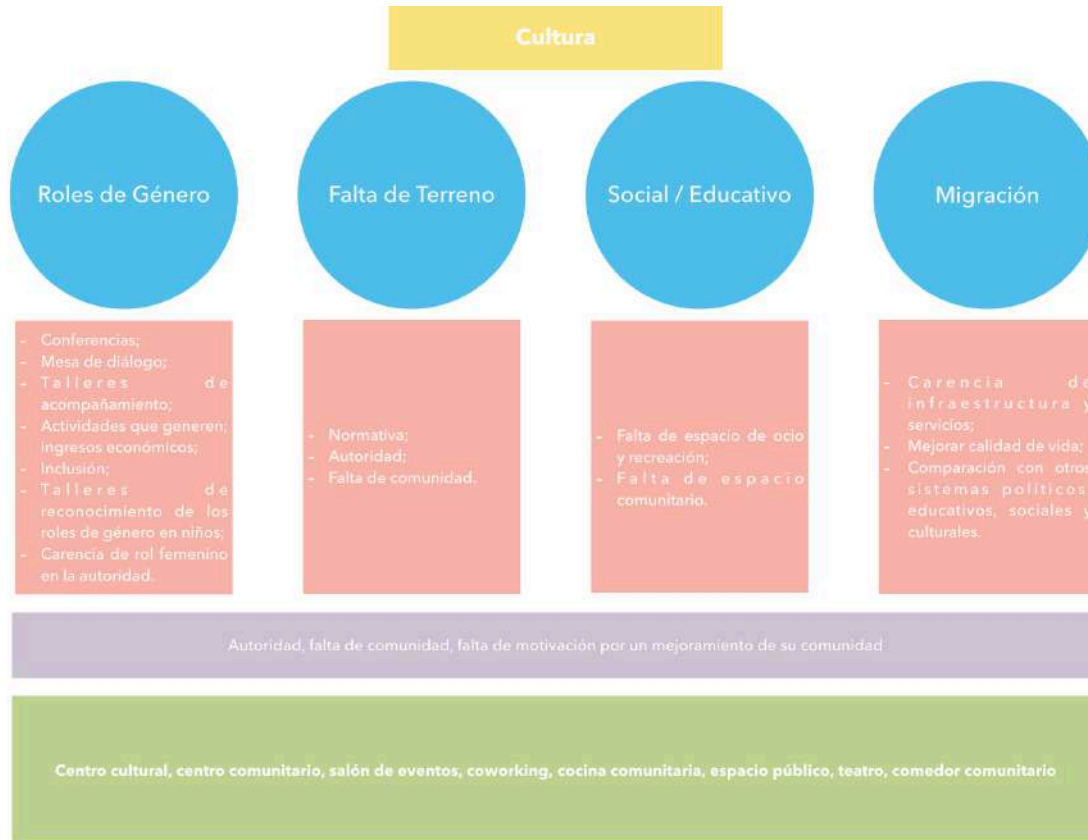 Cultura
Roles de Género
Falta de Terreno
Social / Educativo
Migración
- Conferencias;
- Mesa de diálogo;
- Talleres de
acompañamiento;
- Actividades que generen;
ingresos económicos;
- Inclusión;
- Talleres de
reconocimiento de los
roles de género en niños;
- Carencia de rol femenino
en la autoridad.
- Normativa;
- Autoridad;
- Falta de comunidad.
- Falta de espacio de ocio
y recreación;
- Falta de espacio
comunitario.
- Carencia de
infraestructura y
servicios;
- Mejorar calidad de vida;
- Comparación con otros
sistemas políticos,
educativos, sociales y
culturales.
Autoridad, falta de comunidad, falta de motivación por un mejoramiento de su comunidad
Centro cultural, centro comunitario, salón de eventos, coworking, cocina comunitaria, espacio público, teatro, comedor comunitario